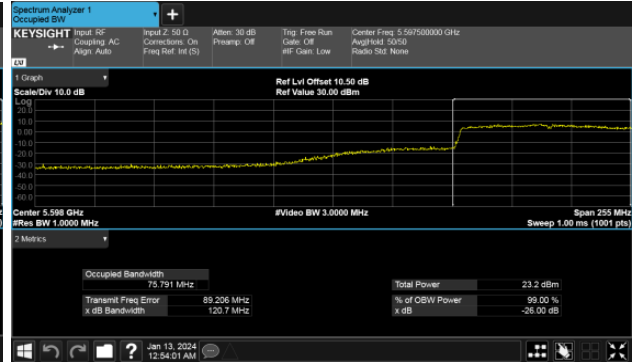 Spectrum Analyzer 1
Occupied BW
+
KEYSIGHT
Input: RF
Coupling: AC
Align: Auto
Input Z: 50 Ω
Corrections: On
Freq Ref: Int (S)
Atten: 30 dB
Preamp: Off
Trig: Free Run
Gate: Off
#IF Gain: Low
Center Freq: 5.597500000 GHz
Avg|Hold: 50/50
Radio Std: None
LXI
1 Graph
Scale/Div 10.0 dB
Ref Lvl Offset 10.50 dB
Ref Value 30.00 dBm
Log
20.0
10.0
0.00
-10.0
-20.0
-30.0
-40.0
-50.0
-60.0
Center 5.598 GHz
#Video BW 3.0000 MHz
Span 255 MHz
#Res BW 1.0000 MHz
Sweep 1.00 ms (1001 pts)
2 Metrics
Occupied Bandwidth
75.791 MHz
Transmit Freq Error 89.206 MHz
x dB Bandwidth 120.7 MHz
Total Power 23.2 dBm
% of OBW Power 99.00 %
x dB -26.00 dB
?
Jan 13, 2024
12:54:01 AM